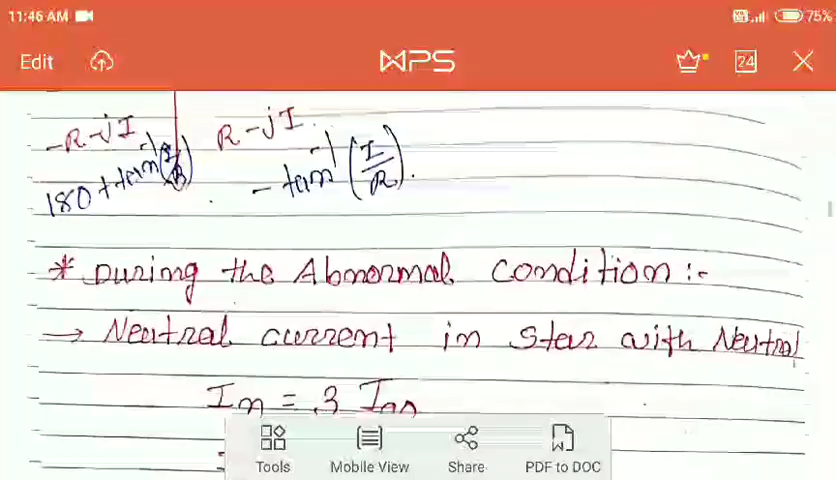 11:46 AM
75%
Edit
WPS
24
-R-jI
R-jI
180+tan⁻¹(I/R)
-tan⁻¹(I/R).
* During the Abnormal condition:-
→ Neutral current in Star with Neutral
In = 3
Tools
Mobile View
Share
PDF to DOC